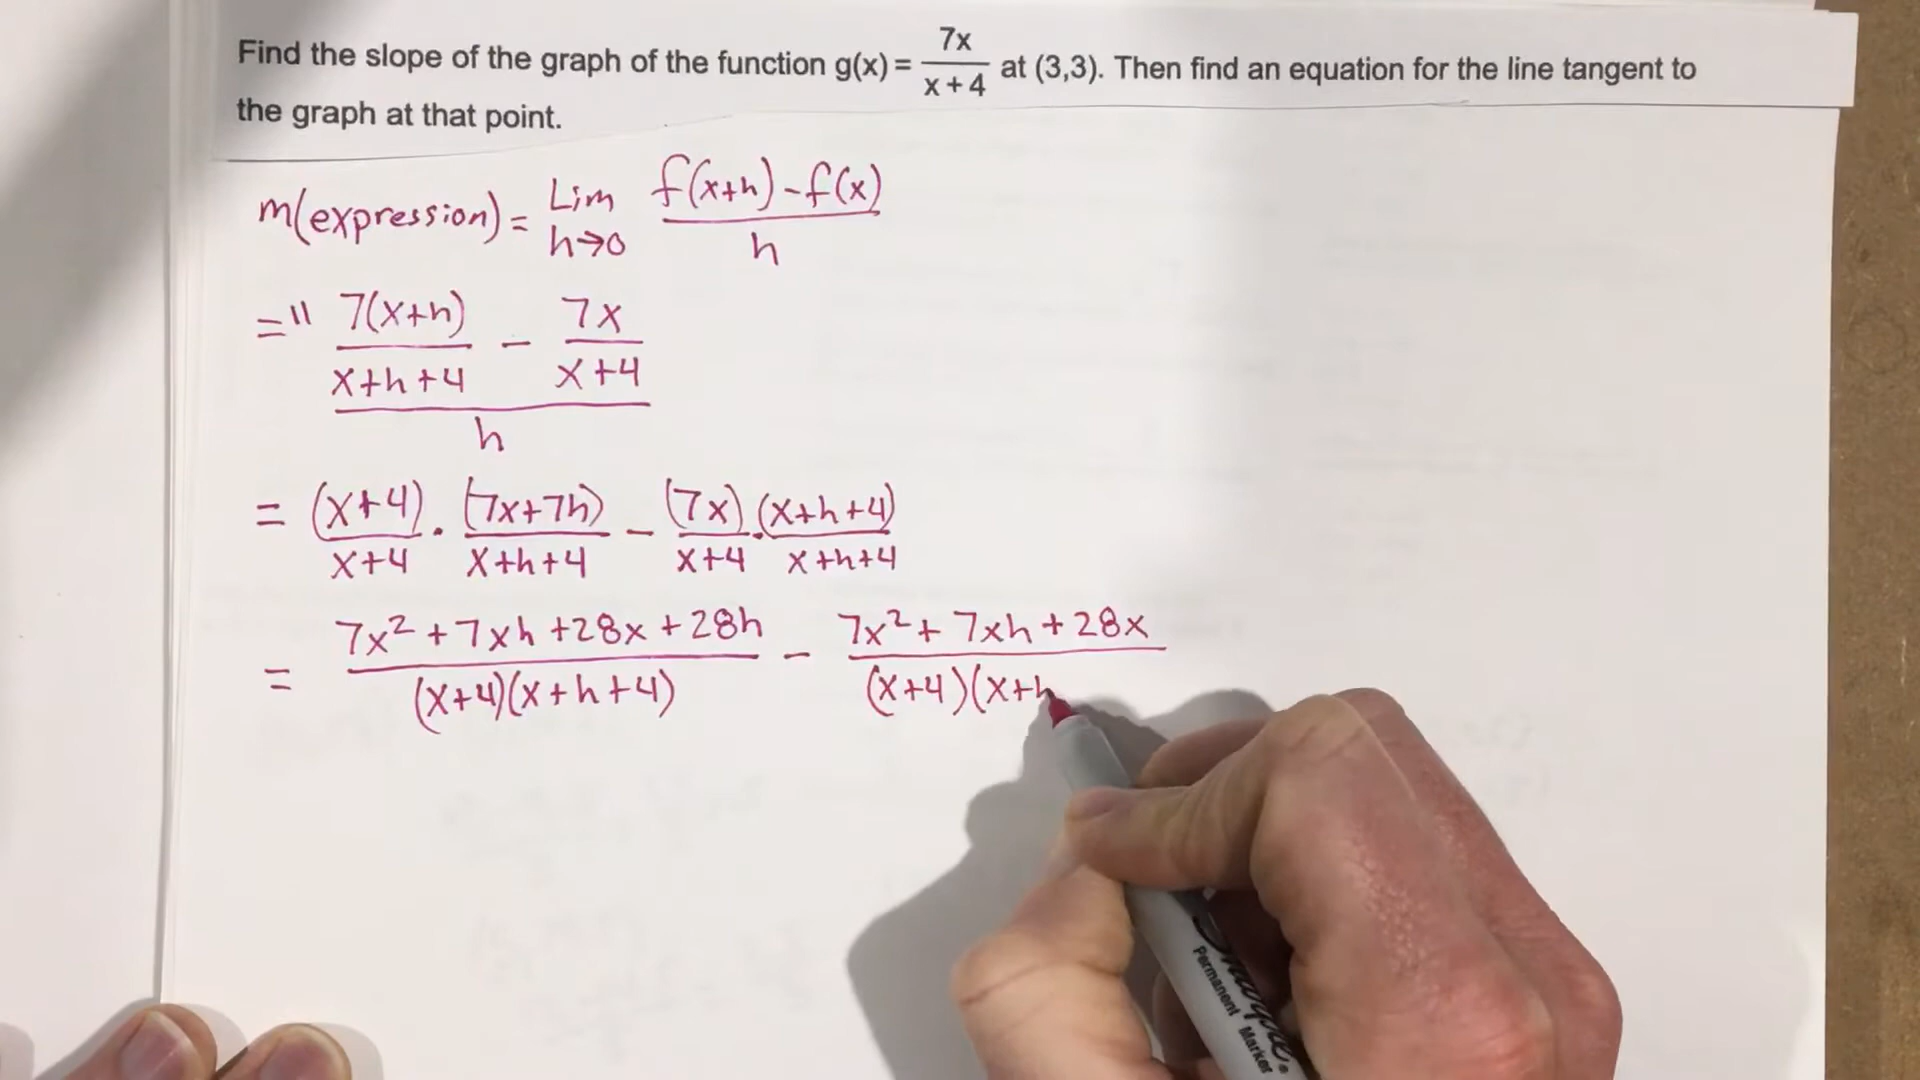 Find the slope of the graph of the function g(x) = 7x / x + 4 at (3,3). Then find an equation for the line tangent to
the graph at that point.
m(expression) = Lim h→0 f(x+h) - f(x) / h
= " 7(x+h) / x+h+4 - 7x / x+4 / h
= (x+4) / x+4 · (7x+7h) / x+h+4 - (7x) / x+4 · (x+h+4) / x+h+4
= 7x² + 7xh + 28x + 28h / (x+4)(x+h+4) - 7x² + 7xh + 28x / (x+4)(x+h
Permanent Marker